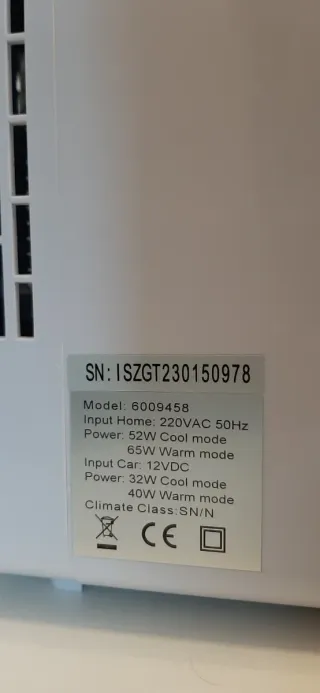 SN: ISZGT230150978
Model: 6009458
Input Home: 220VAC 50Hz
Power: 52W Cool mode
65W Warm mode
Input Car: 12VDC
Power: 32W Cool mode
40W Warm mode
Climate Class:SN/N
CE